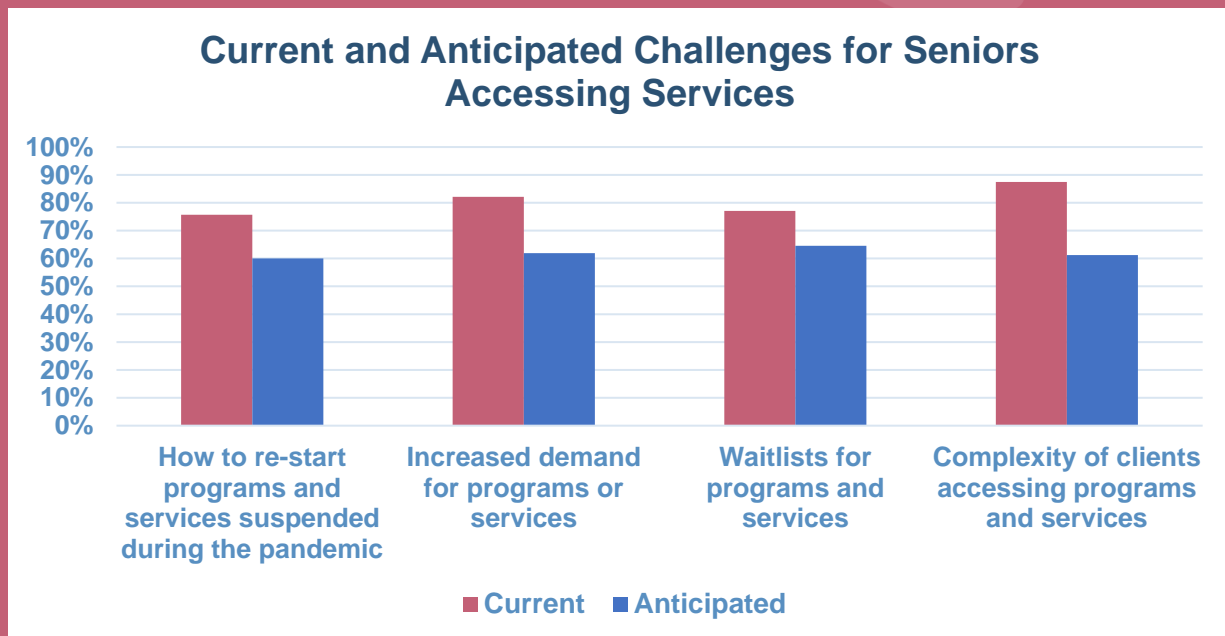 Current and Anticipated Challenges for Seniors
Accessing Services
100%
90%
80%
70%
60%
50%
40%
30%
20%
10%
0%
How to re-start
programs and
services suspended
during the pandemic
Increased demand
for programs or
services
Waitlists for
programs and
services
Complexity of clients
accessing programs
and services
Current
Anticipated